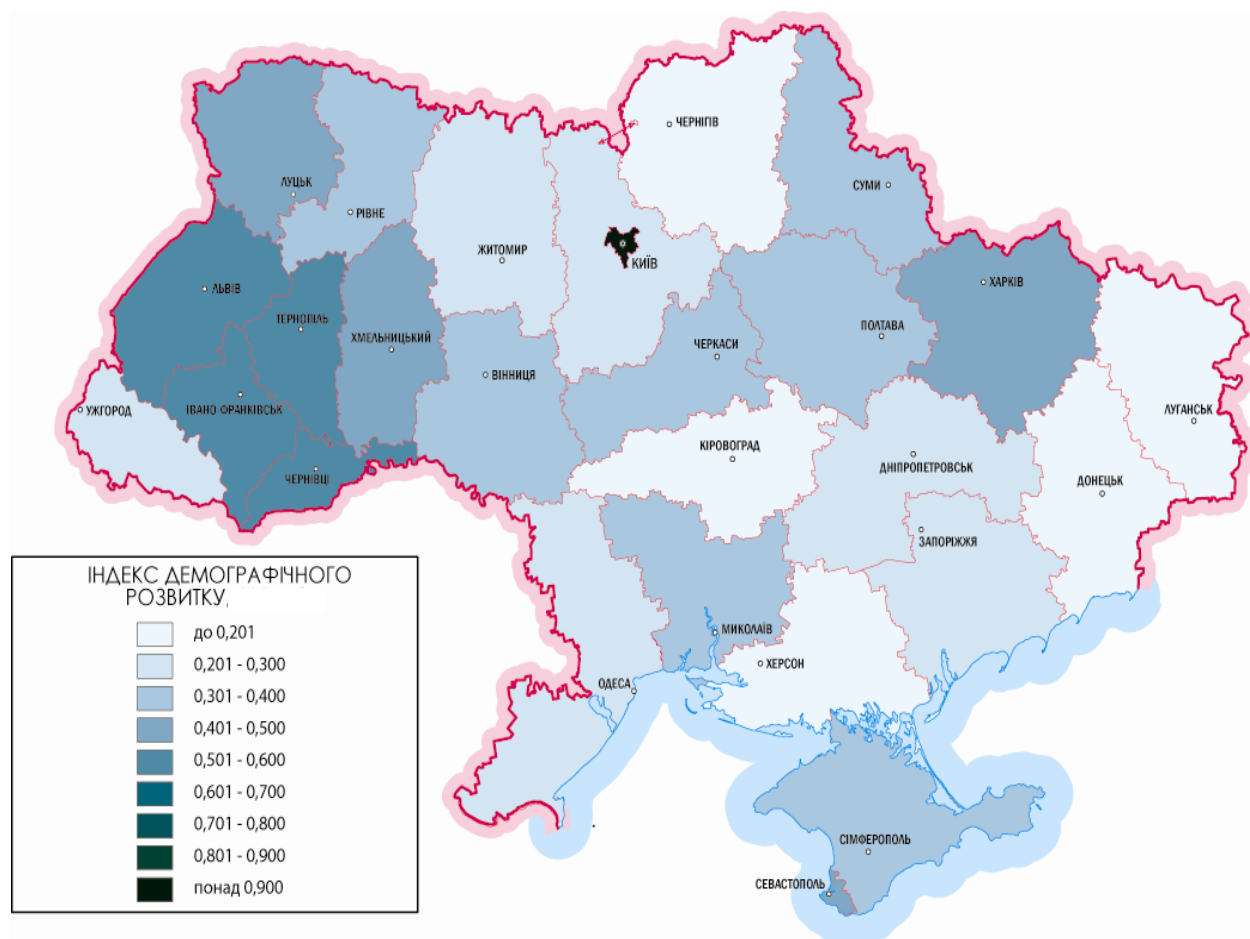 ЧЕРНІГІВ
СУМИ
ЛУЦЬК
РІВНЕ
ЖИТОМИР
КИЇВ
ЛЬВІВ
ТЕРНОПІЛЬ
ХМЕЛЬНИЦЬКИЙ
ХАРКІВ
ПОЛТАВА
ЧЕРКАСИ
ВІННИЦЯ
УЖГОРОД
ІВАНО ФРАНКІВСЬК
ЛУГАНСЬК
КІРОВОГРАД
ДНІПРОПЕТРОВСЬК
ЧЕРНІВЦІ
ДОНЕЦЬК
ЗАПОРІЖЖЯ
МИКОЛАЇВ
ХЕРСОН
ОДЕСА
СІМФЕРОПОЛЬ
СЕВАСТОПОЛЬ
ІНДЕКС ДЕМОГРАФІЧНОГО
РОЗВИТКУ,
до 0,201
0,201 - 0,300
0,301 - 0,400
0,401 - 0,500
0,501 - 0,600
0,601 - 0,700
0,701 - 0,800
0,801 - 0,900
понад 0,900